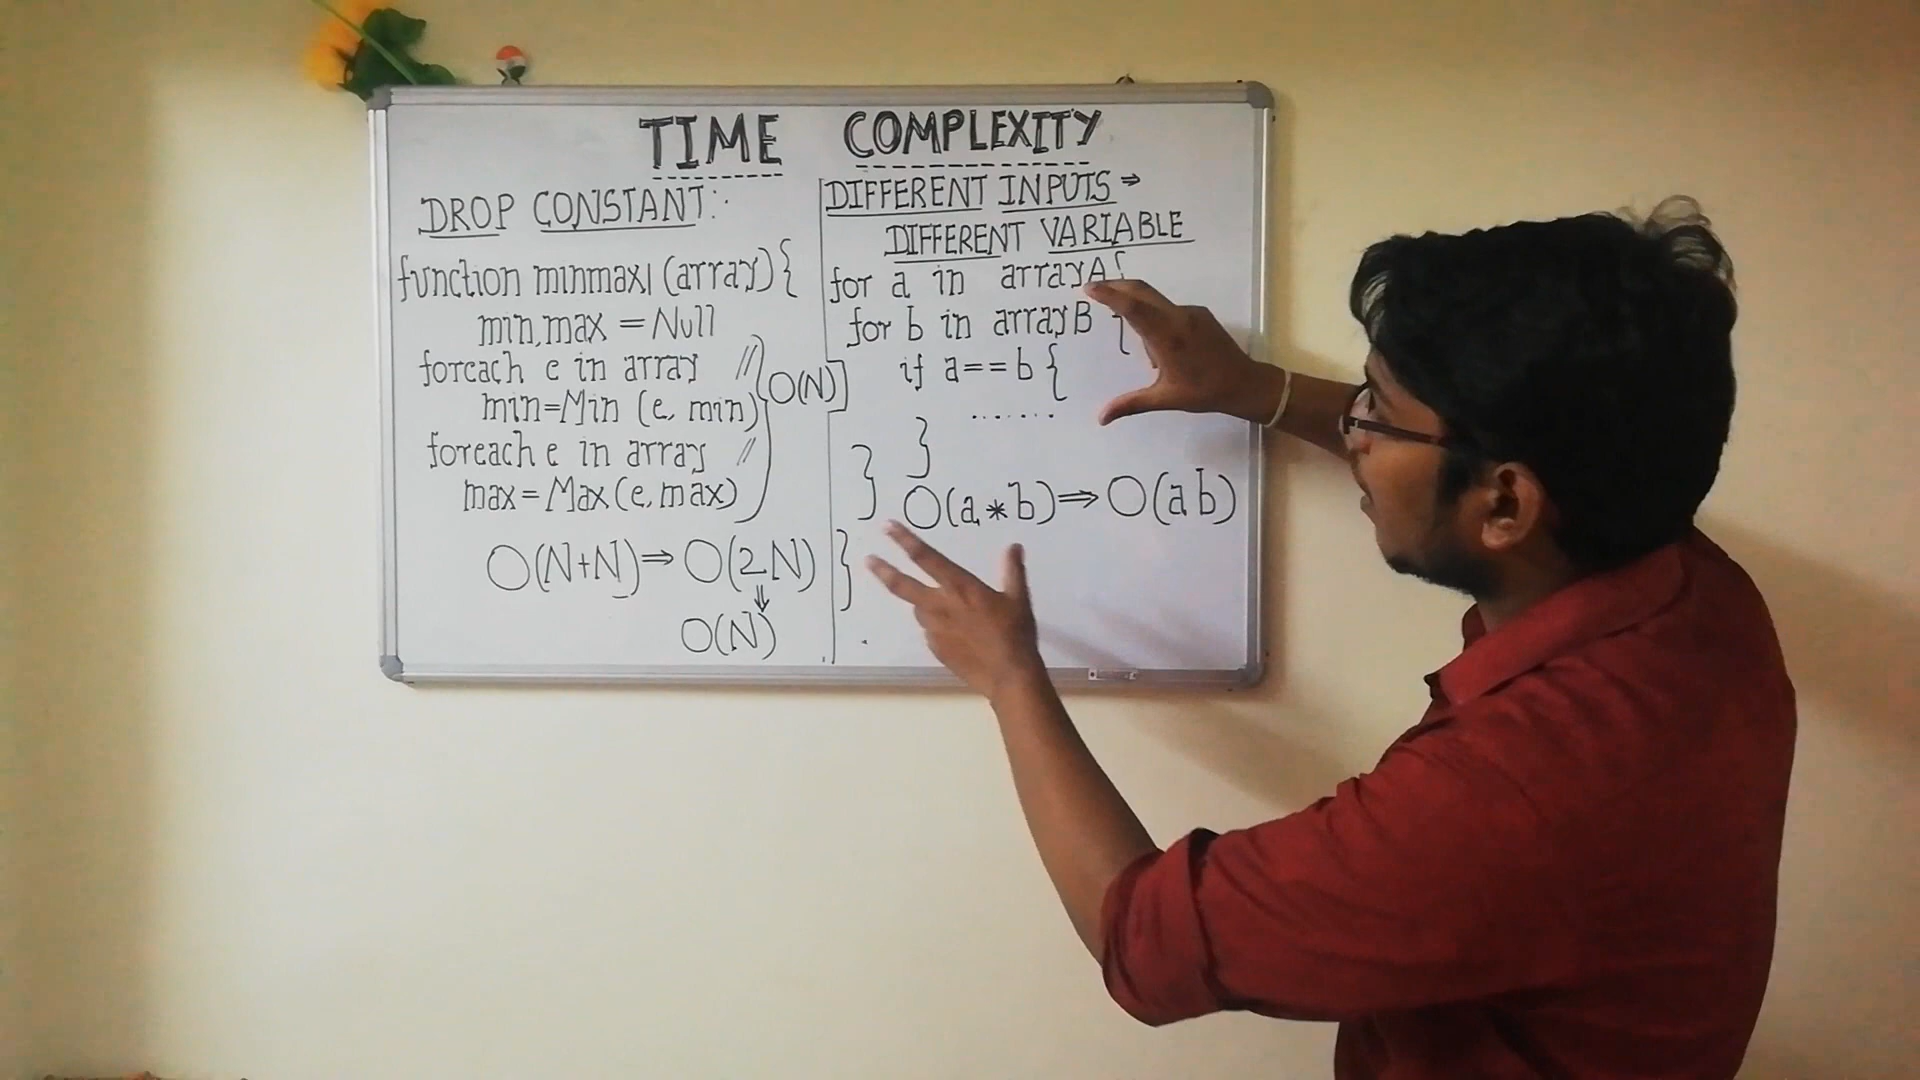 TIME COMPLEXITY
DROP CONSTANT:
function minmax1 (array) {
min, max = Null
foreach e in array //
min=Min (e, min)
foreach e in array //
max = Max (e, max)
} O(N)]
O(N+N) ⇒ O(2N)
⇓
O(N)
DIFFERENT INPUTS ⇒
DIFFERENT VARIABLE
for a in arrayA {
for b in arrayB {
if a==b {
.......
}
}
O(a*b) ⇒ O(ab)
}